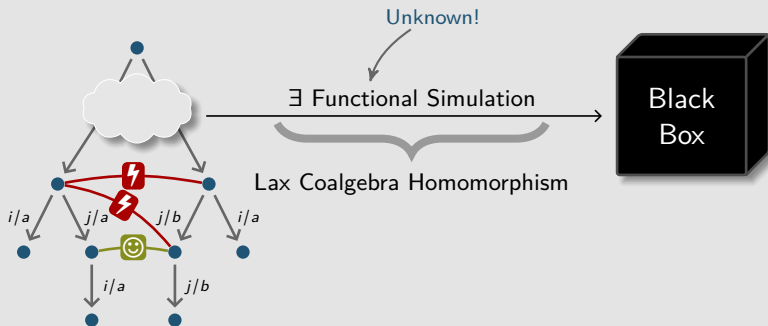 Unknown!
∃ Functional Simulation
Black
Box
Lax Coalgebra Homomorphism
i/a j/a j/b i/a
i/a j/b